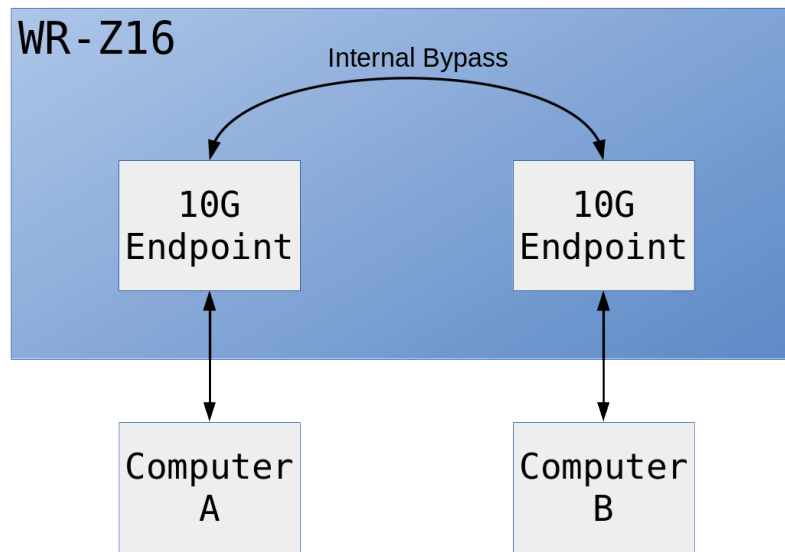 WR-Z16
Internal Bypass
10G
Endpoint
10G
Endpoint
Computer
A
Computer
B